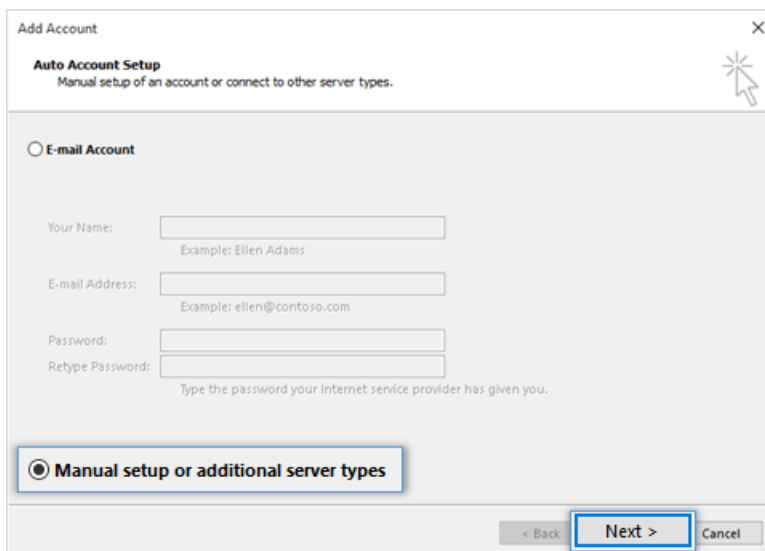 Add Account
Auto Account Setup
Manual setup of an account or connect to other server types.
E-mail Account
Your Name:
Example: Ellen Adams
E-mail Address:
Example: ellen@contoso.com
Password:
Retype Password:
Type the password your Internet service provider has given you.
Manual setup or additional server types
< Back Next > Cancel